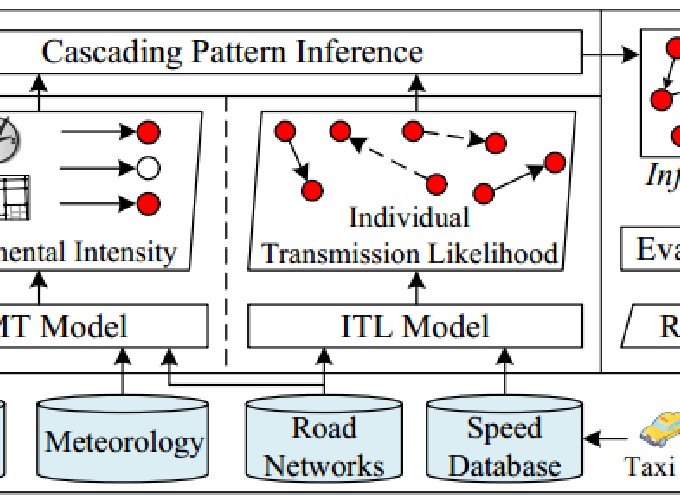 Cascading Pattern Inference
Inf
Individual
Transmission Likelihood
mental Intensity
Eva
MT Model
ITL Model
R
Meteorology
Road
Networks
Speed
Database
Taxi